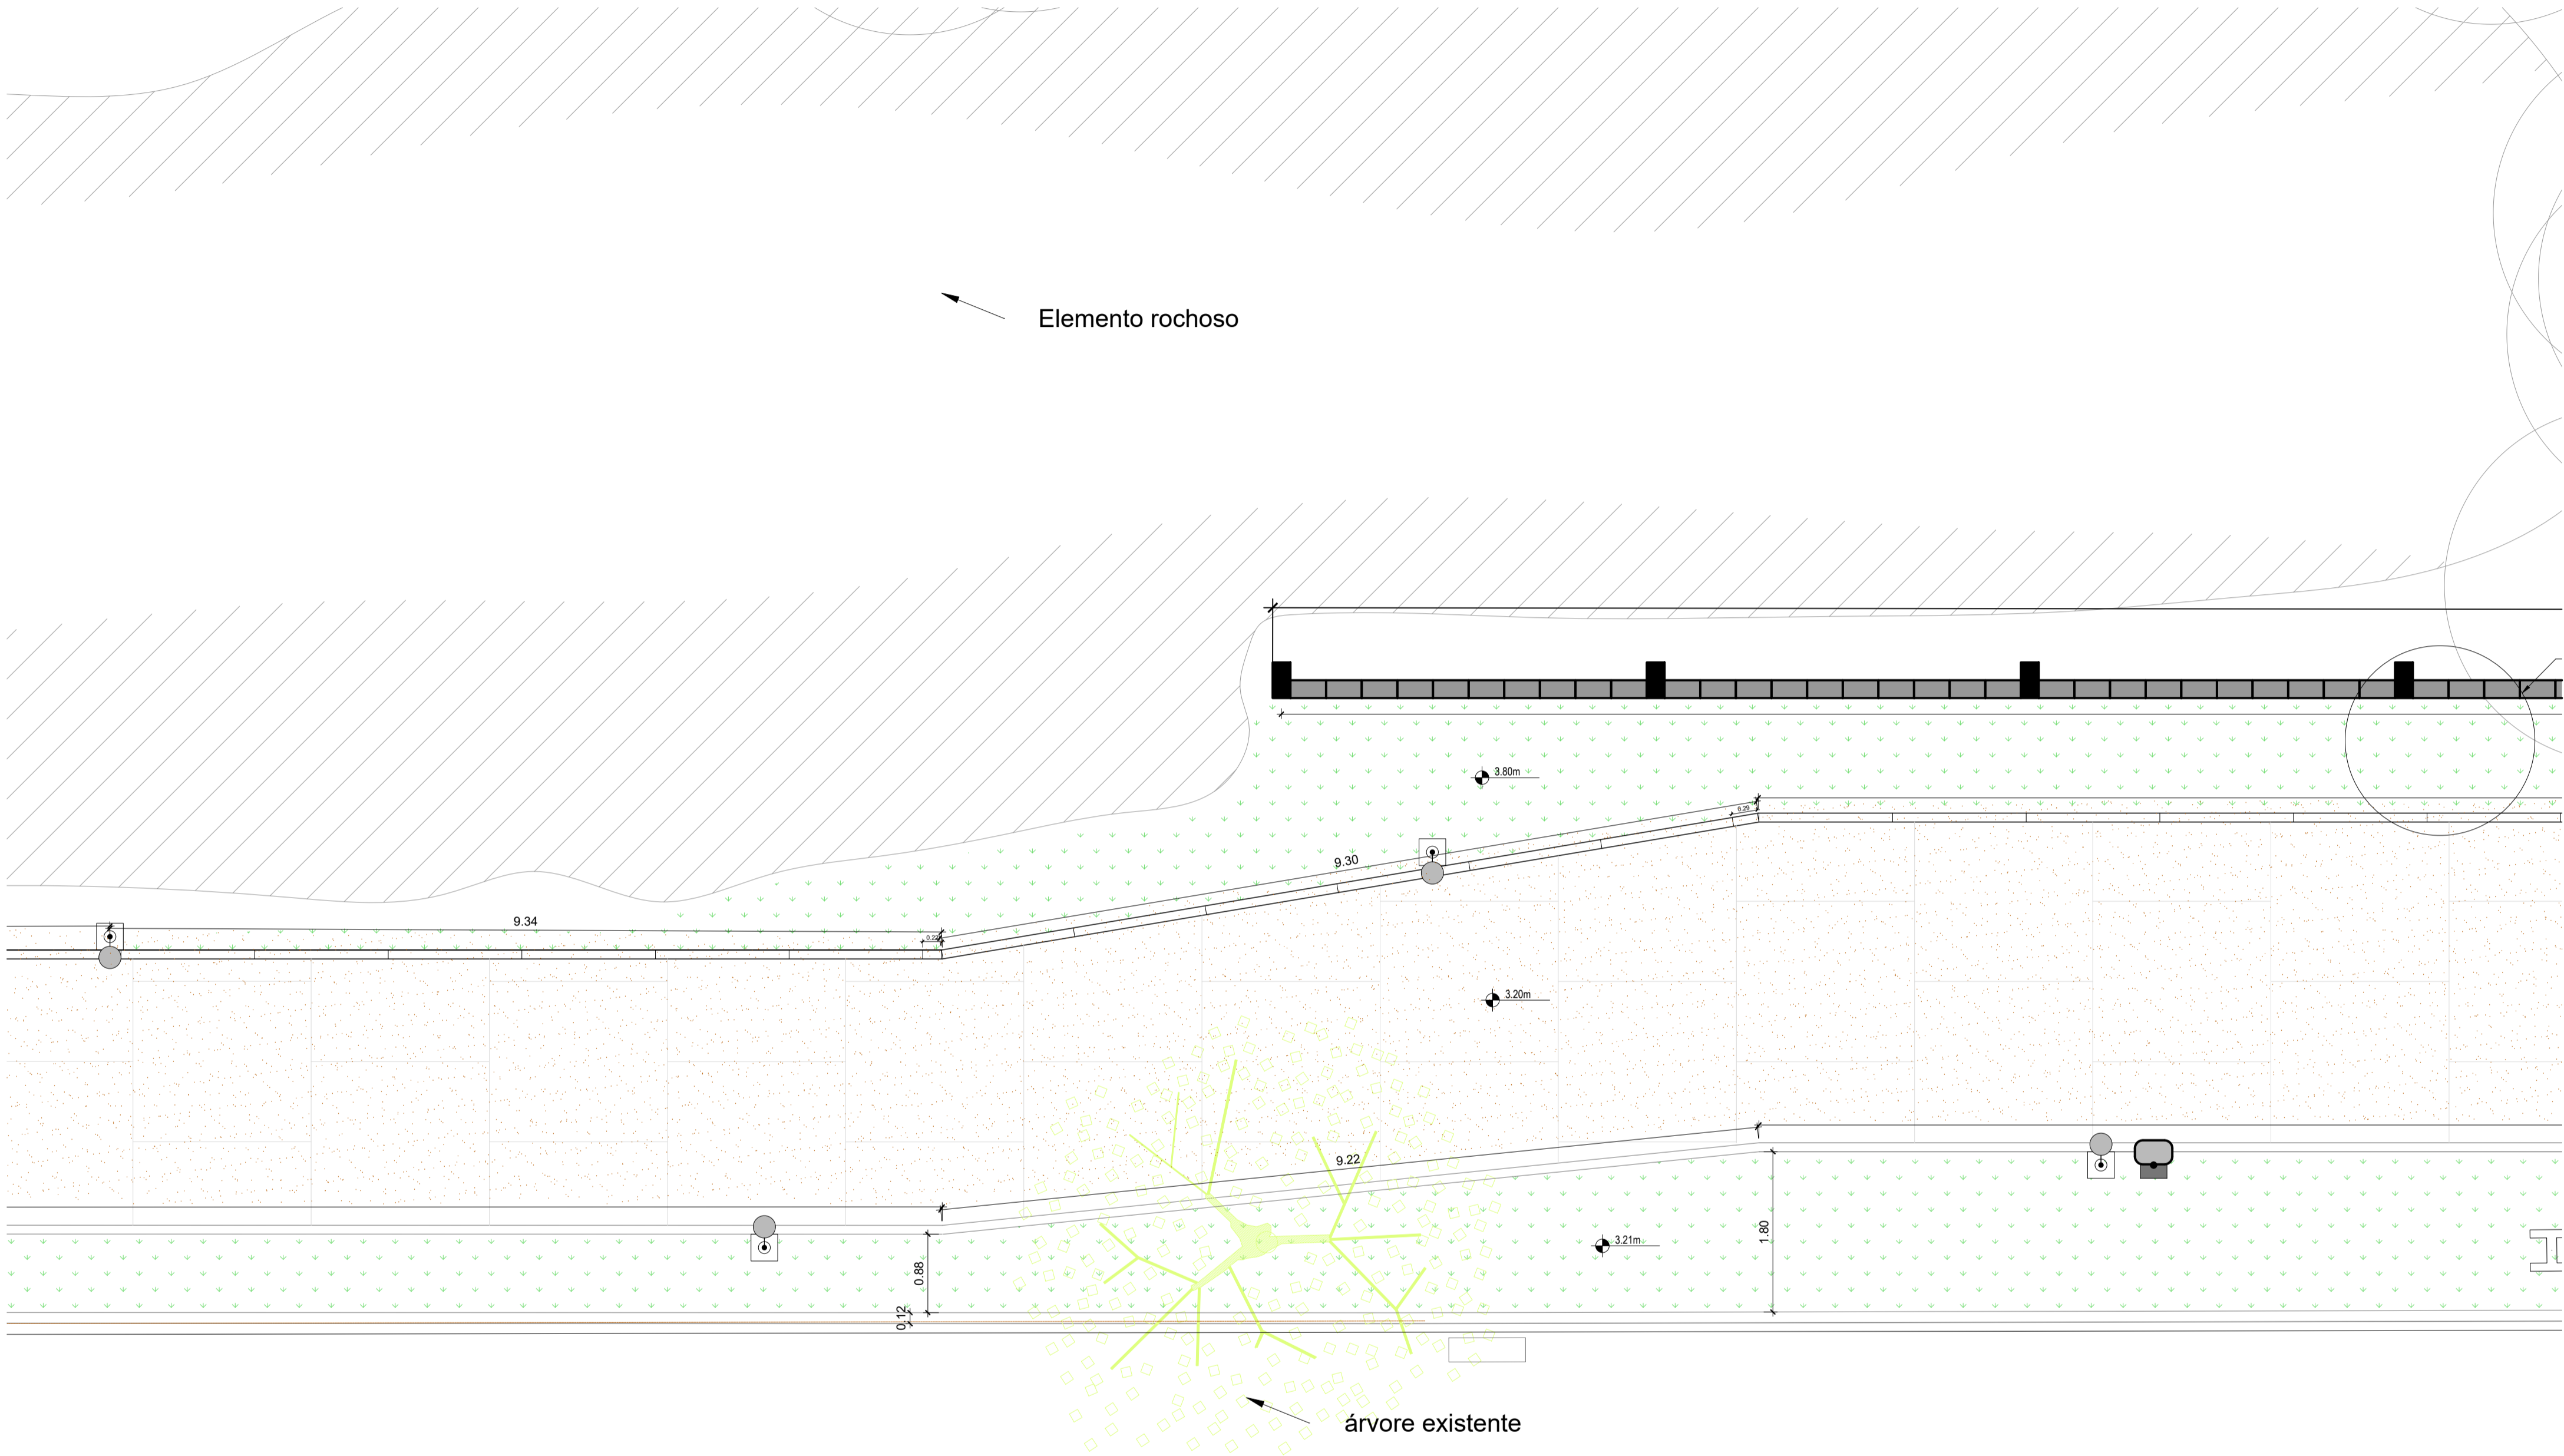 Elemento rochoso
3.80m
0.29
9.30
9.34
0.22
3.20m
9.22
1.80
3.21m
0.88
0.12
árvore existente